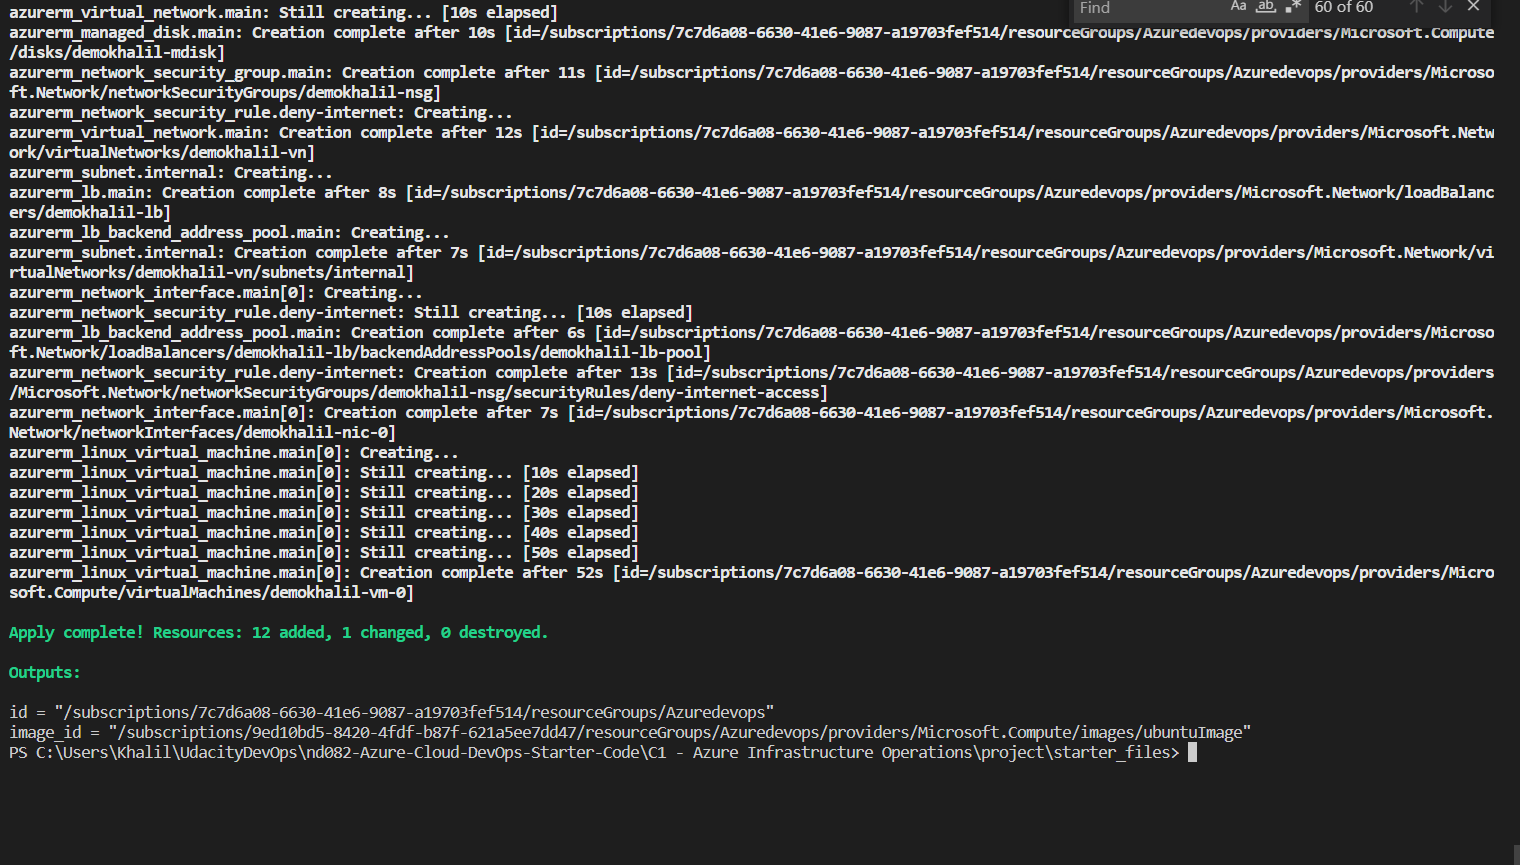 azurerm_virtual_network.main: Still creating... [10s elapsed]
Find Aa ab .* 60 of 60
azurerm_managed_disk.main: Creation complete after 10s [id=/subscriptions/7c7d6a08-6630-41e6-9087-a19703fef514/resourceGroups/Azuredevops/providers/Microsoft.Compute
/disks/demokhalil-mdisk]
azurerm_network_security_group.main: Creation complete after 11s [id=/subscriptions/7c7d6a08-6630-41e6-9087-a19703fef514/resourceGroups/Azuredevops/providers/Microso
ft.Network/networkSecurityGroups/demokhalil-nsg]
azurerm_network_security_rule.deny-internet: Creating...
azurerm_virtual_network.main: Creation complete after 12s [id=/subscriptions/7c7d6a08-6630-41e6-9087-a19703fef514/resourceGroups/Azuredevops/providers/Microsoft.Netw
ork/virtualNetworks/demokhalil-vn]
azurerm_subnet.internal: Creating...
azurerm_lb.main: Creation complete after 8s [id=/subscriptions/7c7d6a08-6630-41e6-9087-a19703fef514/resourceGroups/Azuredevops/providers/Microsoft.Network/loadBalanc
ers/demokhalil-lb]
azurerm_lb_backend_address_pool.main: Creating...
azurerm_subnet.internal: Creation complete after 7s [id=/subscriptions/7c7d6a08-6630-41e6-9087-a19703fef514/resourceGroups/Azuredevops/providers/Microsoft.Network/vi
rtualNetworks/demokhalil-vn/subnets/internal]
azurerm_network_interface.main[0]: Creating...
azurerm_network_security_rule.deny-internet: Still creating... [10s elapsed]
azurerm_lb_backend_address_pool.main: Creation complete after 6s [id=/subscriptions/7c7d6a08-6630-41e6-9087-a19703fef514/resourceGroups/Azuredevops/providers/Microso
ft.Network/loadBalancers/demokhalil-lb/backendAddressPools/demokhalil-lb-pool]
azurerm_network_security_rule.deny-internet: Creation complete after 13s [id=/subscriptions/7c7d6a08-6630-41e6-9087-a19703fef514/resourceGroups/Azuredevops/providers
/Microsoft.Network/networkSecurityGroups/demokhalil-nsg/securityRules/deny-internet-access]
azurerm_network_interface.main[0]: Creation complete after 7s [id=/subscriptions/7c7d6a08-6630-41e6-9087-a19703fef514/resourceGroups/Azuredevops/providers/Microsoft.
Network/networkInterfaces/demokhalil-nic-0]
azurerm_linux_virtual_machine.main[0]: Creating...
azurerm_linux_virtual_machine.main[0]: Still creating... [10s elapsed]
azurerm_linux_virtual_machine.main[0]: Still creating... [20s elapsed]
azurerm_linux_virtual_machine.main[0]: Still creating... [30s elapsed]
azurerm_linux_virtual_machine.main[0]: Still creating... [40s elapsed]
azurerm_linux_virtual_machine.main[0]: Still creating... [50s elapsed]
azurerm_linux_virtual_machine.main[0]: Creation complete after 52s [id=/subscriptions/7c7d6a08-6630-41e6-9087-a19703fef514/resourceGroups/Azuredevops/providers/Micro
soft.Compute/virtualMachines/demokhalil-vm-0]
Apply complete! Resources: 12 added, 1 changed, 0 destroyed.
Outputs:
id = "/subscriptions/7c7d6a08-6630-41e6-9087-a19703fef514/resourceGroups/Azuredevops"
image_id = "/subscriptions/9ed10bd5-8420-4fdf-b87f-621a5ee7dd47/resourceGroups/Azuredevops/providers/Microsoft.Compute/images/ubuntuImage"
PS C:\Users\Khalil\UdacityDevOps\nd082-Azure-Cloud-DevOps-Starter-Code\C1 - Azure Infrastructure Operations\project\starter_files>